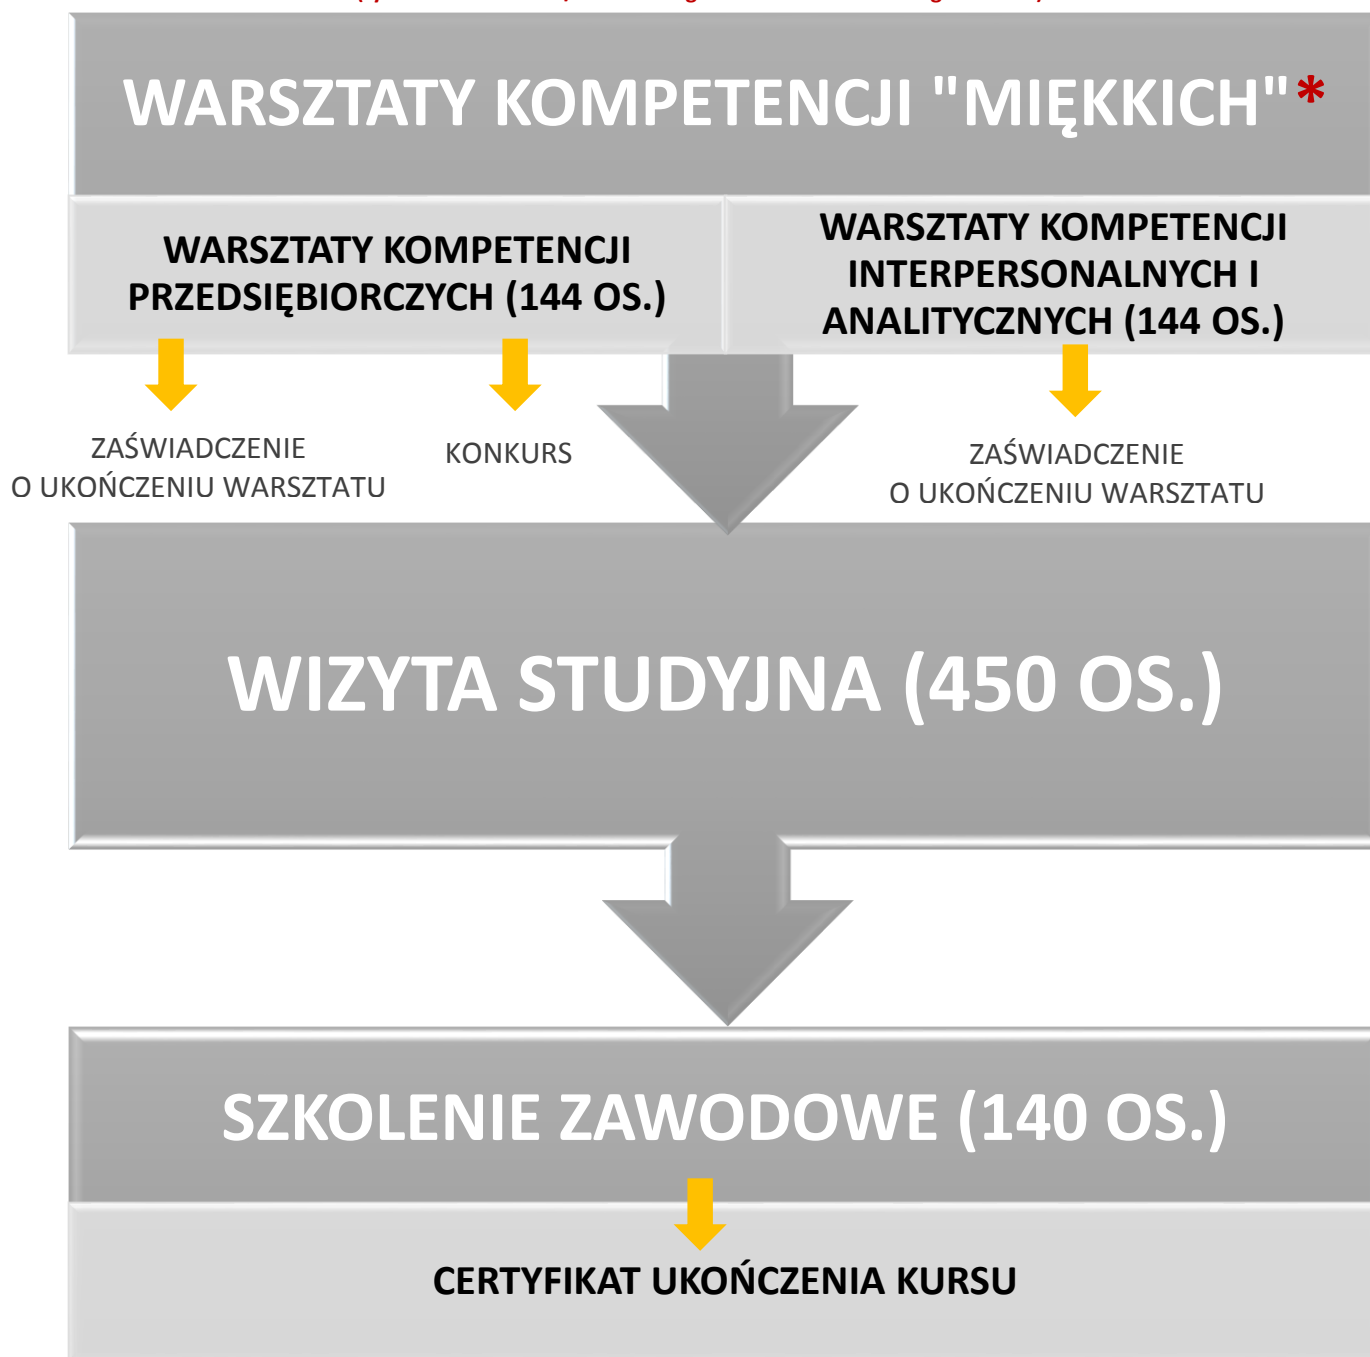 WARSZTATY KOMPETENCJI "MIĘKKICH"*
WARSZTATY KOMPETENCJI
PRZEDSIĘBIORCZYCH (144 OS.)
WARSZTATY KOMPETENCJI
INTERPERSONALNYCH I
ANALITYCZNYCH (144 OS.)
ZAŚWIADCZENIE
O UKOŃCZENIU WARSZTATU
KONKURS
ZAŚWIADCZENIE
O UKOŃCZENIU WARSZTATU
WIZYTA STUDYJNA (450 OS.)
SZKOLENIE ZAWODOWE (140 OS.)
CERTYFIKAT UKOŃCZENIA KURSU